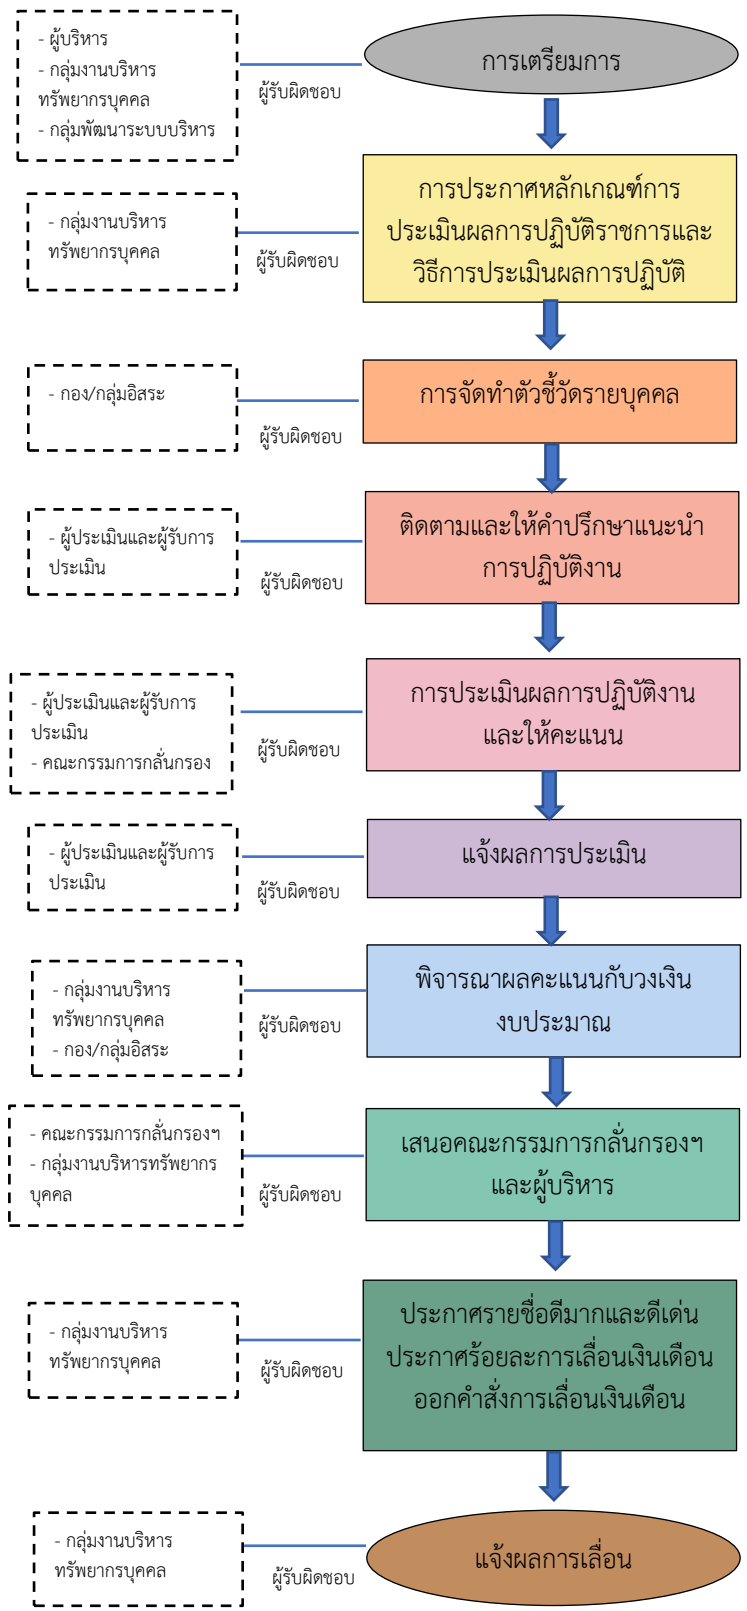 - ผู้บริหาร
- กลุ่มงานบริหาร
ทรัพยากรบุคคล
- กลุ่มพัฒนาระบบบริหาร
ผู้รับผิดชอบ
การเตรียมการ
- กลุ่มงานบริหาร
ทรัพยากรบุคคล
ผู้รับผิดชอบ
การประกาศหลักเกณฑ์การ
ประเมินผลการปฏิบัติราชการและ
วิธีการประเมินผลการปฏิบัติ
- กอง/กลุ่มอิสระ
ผู้รับผิดชอบ
การจัดทำตัวชี้วัดรายบุคคล
- ผู้ประเมินและผู้รับการ
ประเมิน
ผู้รับผิดชอบ
ติดตามและให้คำปรึกษาแนะนำ
การปฏิบัติงาน
- ผู้ประเมินและผู้รับการ
ประเมิน
- คณะกรรมการกลั่นกรอง
ผู้รับผิดชอบ
การประเมินผลการปฏิบัติงาน
และให้คะแนน
- ผู้ประเมินและผู้รับการ
ประเมิน
ผู้รับผิดชอบ
แจ้งผลการประเมิน
- กลุ่มงานบริหาร
ทรัพยากรบุคคล
- กอง/กลุ่มอิสระ
ผู้รับผิดชอบ
พิจารณาผลคะแนนกับวงเงิน
งบประมาณ
- คณะกรรมการกลั่นกรองฯ
- กลุ่มงานบริหารทรัพยากร
บุคคล
ผู้รับผิดชอบ
เสนอคณะกรรมการกลั่นกรองฯ
และผู้บริหาร
- กลุ่มงานบริหาร
ทรัพยากรบุคคล
ผู้รับผิดชอบ
ประกาศรายชื่อดีมากและดีเด่น
ประกาศร้อยละการเลื่อนเงินเดือน
ออกคำสั่งการเลื่อนเงินเดือน
- กลุ่มงานบริหาร
ทรัพยากรบุคคล
ผู้รับผิดชอบ
แจ้งผลการเลื่อน